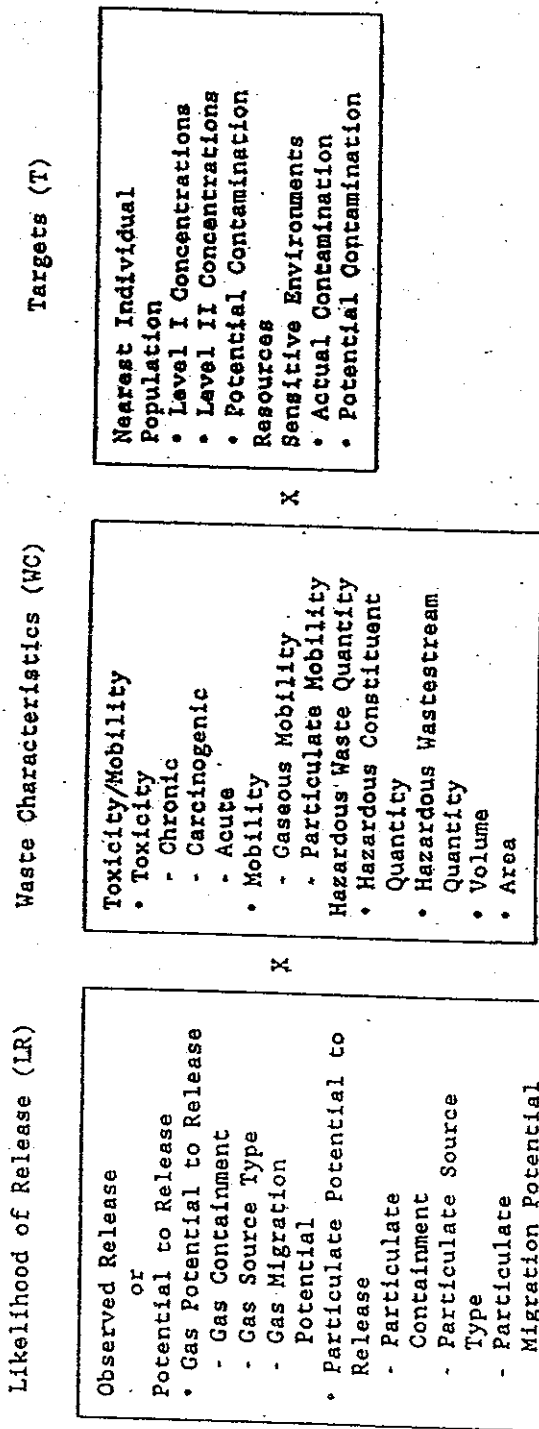 Likelihood of Release (LR)
Observed Release
or
Potential to Release
• Gas Potential to Release
- Gas Containment
- Gas Source Type
- Gas Migration
Potential
• Particulate Potential to
Release
- Particulate
Containment
- Particulate Source
Type
- Particulate
Migration Potential
X
Waste Characteristics (WC)
Toxicity/Mobility
• Toxicity
- Chronic
- Carcinogenic
- Acute
• Mobility
- Gaseous Mobility
- Particulate Mobility
Hazardous Waste Quantity
• Hazardous Constituent
Quantity
• Hazardous Wastestream
Quantity
• Volume
• Area
X
Targets (T)
Nearest Individual
Population
• Level I Concentrations
• Level II Concentrations
• Potential Contamination
Resources
Sensitive Environments
• Actual Contamination
• Potential Contamination